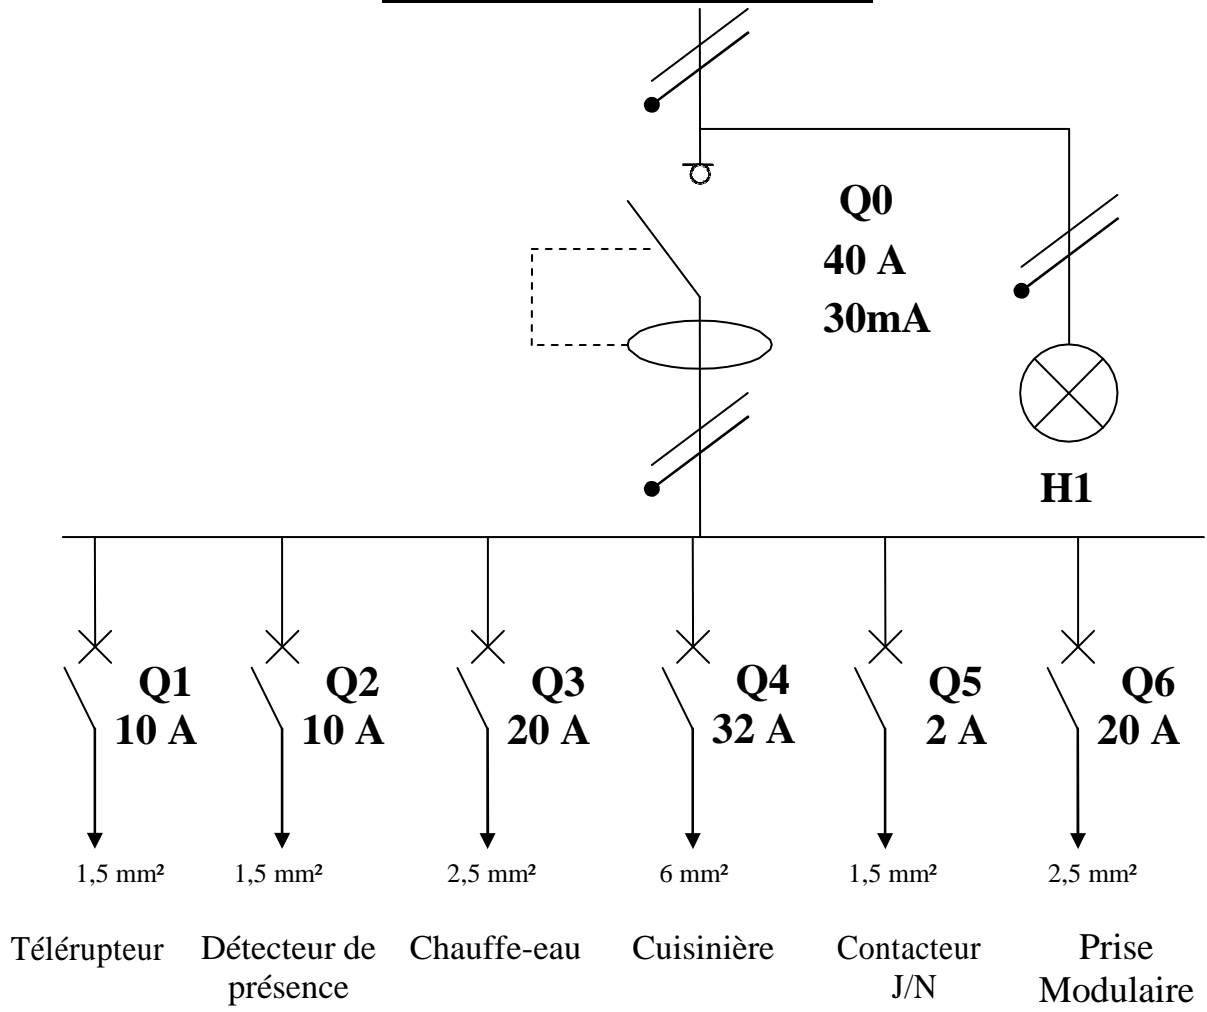 Q0
40 A
30mA
H1
Q1
10 A
Q2
10 A
Q3
20 A
Q4
32 A
Q5
2 A
Q6
20 A
1,5 mm²
1,5 mm²
2,5 mm²
6 mm²
1,5 mm²
2,5 mm²
Télérupteur
Détecteur de
présence
Chauffe-eau
Cuisinière
Contacteur
J/N
Prise
Modulaire